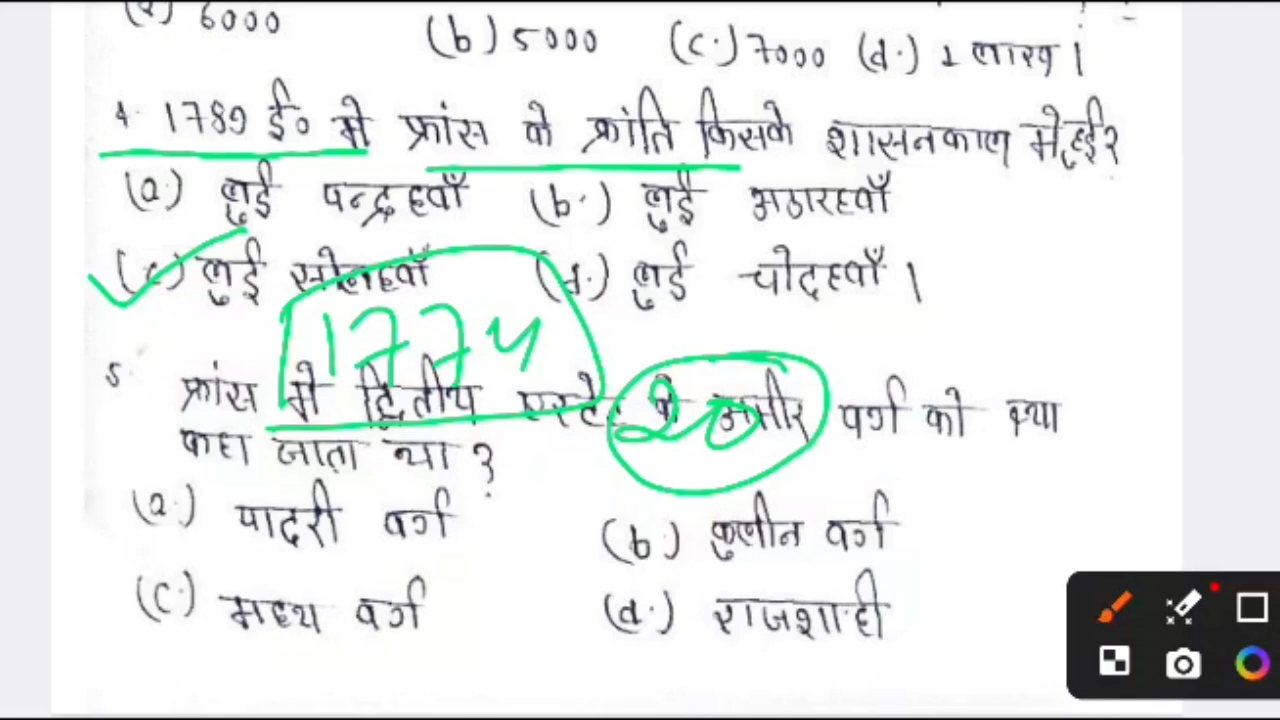 (a) 6000 (b) 5000 (c.) 7000 (d.) 1 लाख।
4. 1789 ई० मे फ्रांस के क्रांति किसके शासनकाल मे हुई?
(a.) लुई पन्द्रहवाँ (b.) लुई अठारहवाँ
(c.) लुई सोलहवाँ (d.) लुई चोदहवाँ।
1774
5. फ्रांस मे द्वितीय के अमीर वर्ग को क्या
20
कहा जाता था?
(a.) पादरी वर्ग (b.) कुलीन वर्ग
(c.) मध्य वर्ग (d.) राजशाही